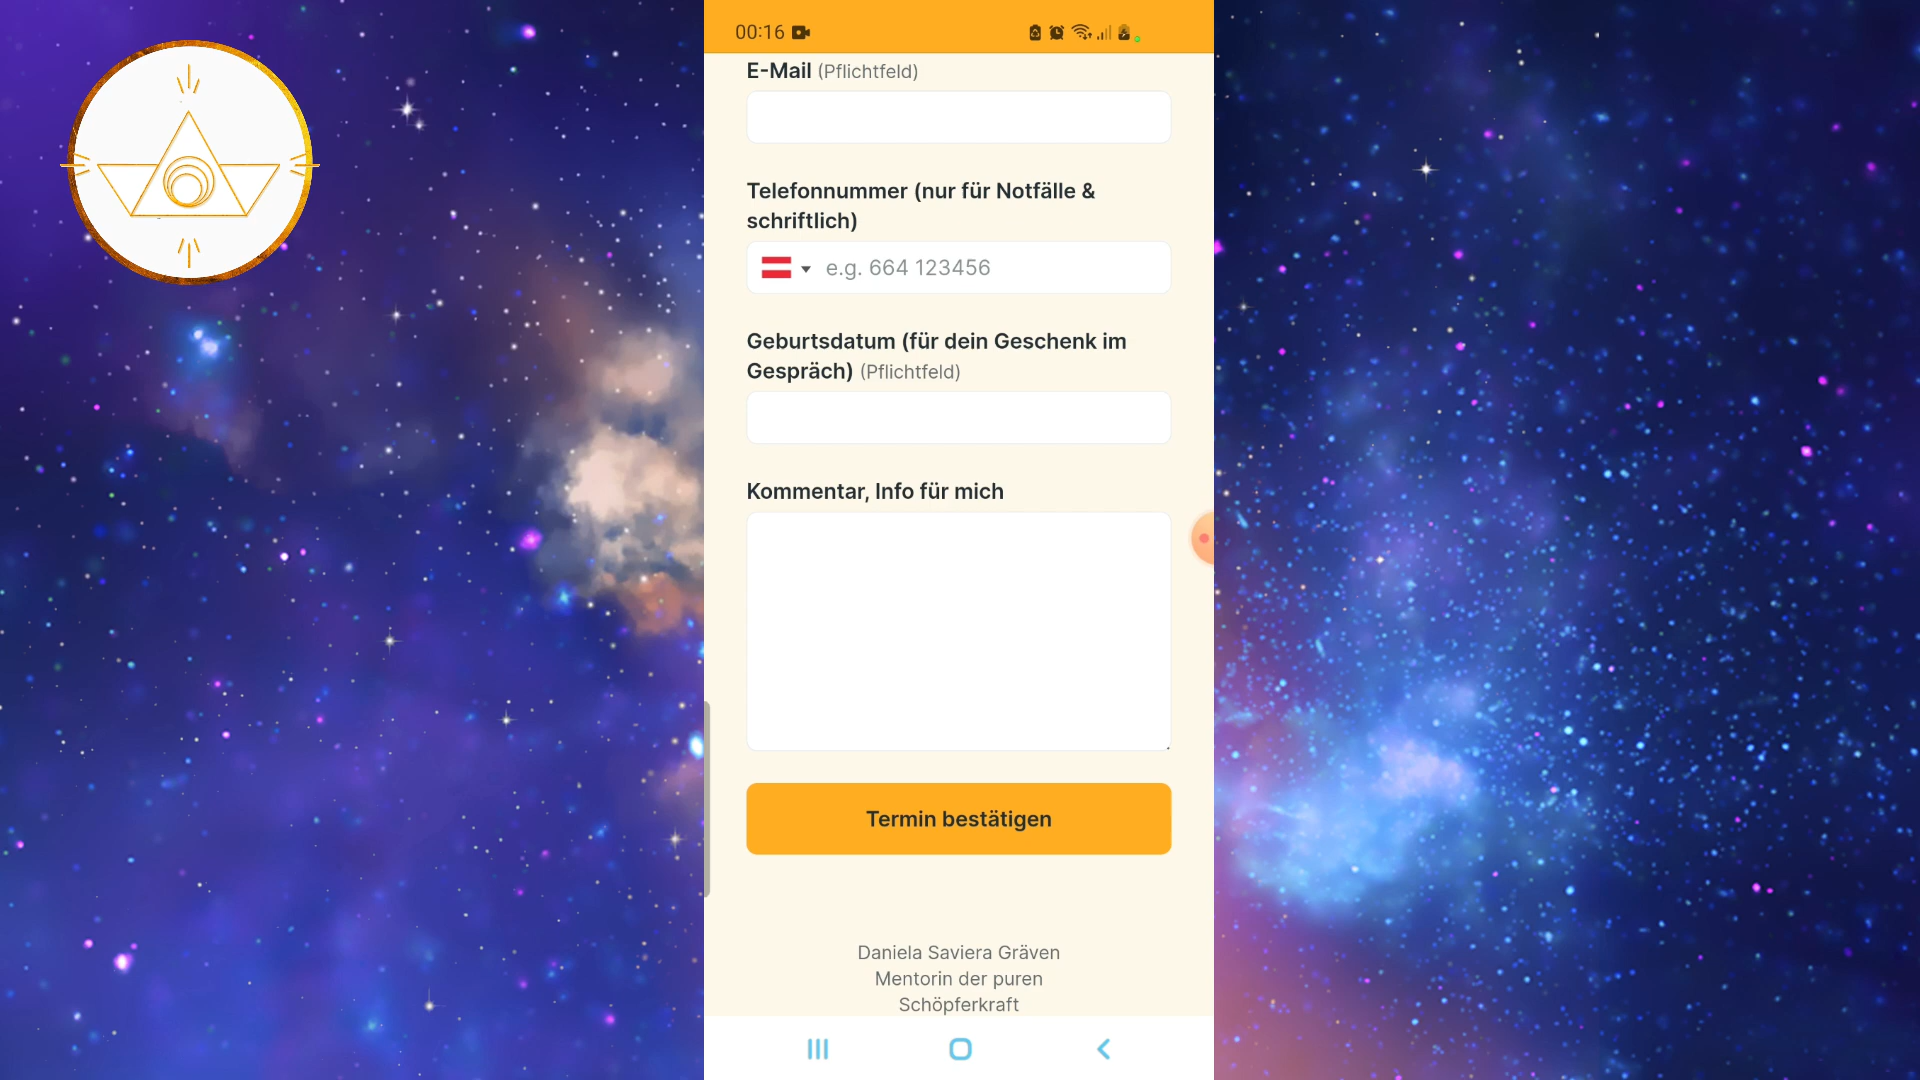 00:16
E-Mail (Pflichtfeld)
Telefonnummer (nur für Notfälle &
schriftlich)
e.g. 664 123456
Geburtsdatum (für dein Geschenk im
Gespräch) (Pflichtfeld)
Kommentar, Info für mich
Termin bestätigen
Daniela Saviera Gräven
Mentorin der puren
Schöpferkraft